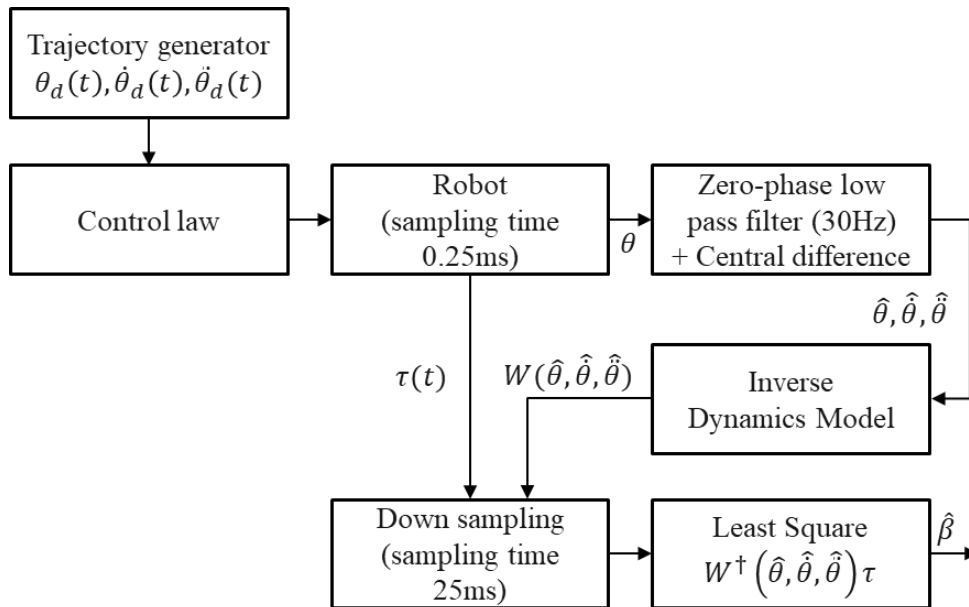 Trajectory generator
θ_d(t), θ̇_d(t), θ̈_d(t)
Control law
Robot
(sampling time
0.25ms)
θ
Zero-phase low
pass filter (30Hz)
+ Central difference
θ̂, θ̇̂, θ̈̂
τ(t)
W(θ̂, θ̇̂, θ̈̂)
Inverse
Dynamics Model
Down sampling
(sampling time
25ms)
Least Square
W†(θ̂, θ̇̂, θ̈̂)τ
β̂